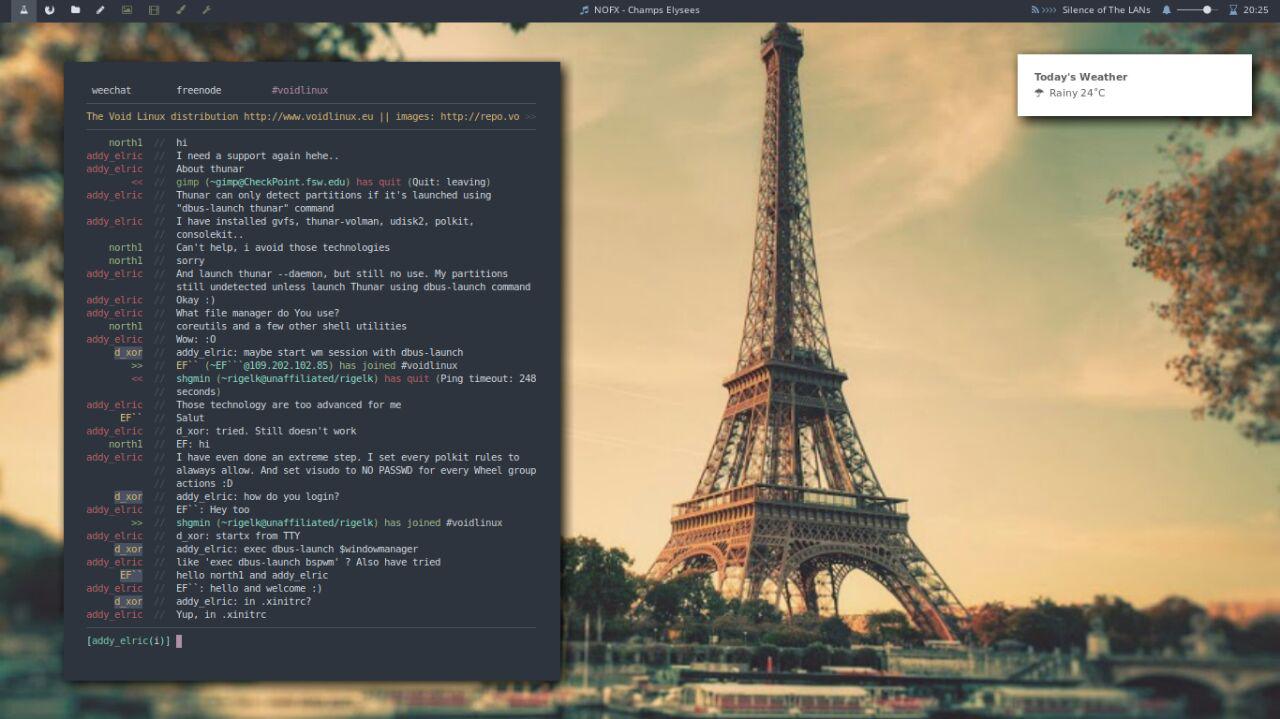 NOFX - Champs Elysees
Silence of The LANs
20:25
Today's Weather
Rainy 24°C
weechat freenode #voidlinux
The Void Linux distribution http://www.voidlinux.eu || images: http://repo.vo >>
north1 // hi
addy_elric // I need a support again hehe..
addy_elric // About thunar
<< // gimp (~gimp@CheckPoint.fsw.edu) has quit (Quit: leaving)
addy_elric // Thunar can only detect partitions if it's launched using
// "dbus-launch thunar" command
addy_elric // I have installed gvfs, thunar-volman, udisk2, polkit,
// consolekit..
north1 // Can't help, i avoid those technologies
north1 // sorry
addy_elric // And launch thunar --daemon, but still no use. My partitions
// still undetected unless launch Thunar using dbus-launch command
addy_elric // Okay :)
addy_elric // What file manager do You use?
north1 // coreutils and a few other shell utilities
addy_elric // Wow: :O
d_xor // addy_elric: maybe start wm session with dbus-launch
>> // EF`` (~EF```@109.202.102.85) has joined #voidlinux
<< // shgmin (~rigelk@unaffiliated/rigelk) has quit (Ping timeout: 248
// seconds)
addy_elric // Those technology are too advanced for me
EF`` // Salut
addy_elric // d_xor: tried. Still doesn't work
north1 // EF: hi
addy_elric // I have even done an extreme step. I set every polkit rules to
// alaways allow. And set visudo to NO PASSWD for every Wheel group
// actions :D
d_xor // addy_elric: how do you login?
addy_elric // EF``: Hey too
>> // shgmin (~rigelk@unaffiliated/rigelk) has joined #voidlinux
addy_elric // d_xor: startx from TTY
d_xor // addy_elric: exec dbus-launch $windowmanager
addy_elric // like 'exec dbus-launch bspwm' ? Also have tried
EF`` // hello north1 and addy_elric
addy_elric // EF``: hello and welcome :)
d_xor // addy_elric: in .xinitrc?
addy_elric // Yup, in .xinitrc
[addy_elric(i)]